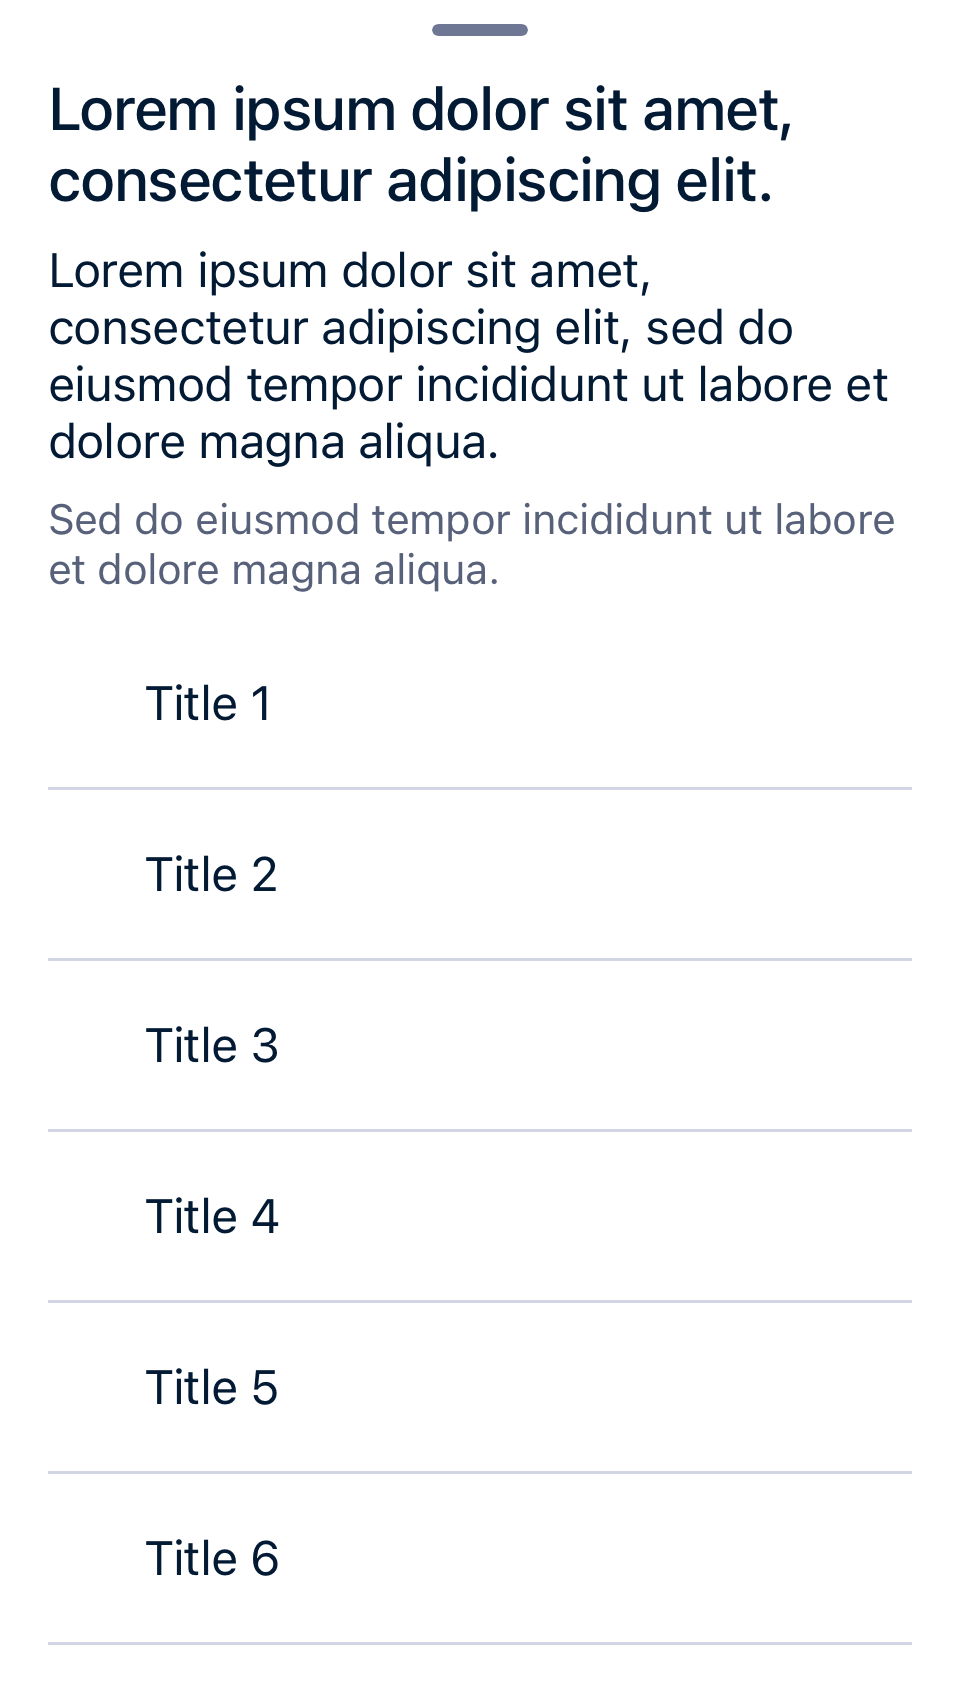 Lorem ipsum dolor sit amet,
consectetur adipiscing elit.
Lorem ipsum dolor sit amet,
consectetur adipiscing elit, sed do
eiusmod tempor incididunt ut labore et
dolore magna aliqua.
Sed do eiusmod tempor incididunt ut labore
et dolore magna aliqua.
Title 1
Title 2
Title 3
Title 4
Title 5
Title 6